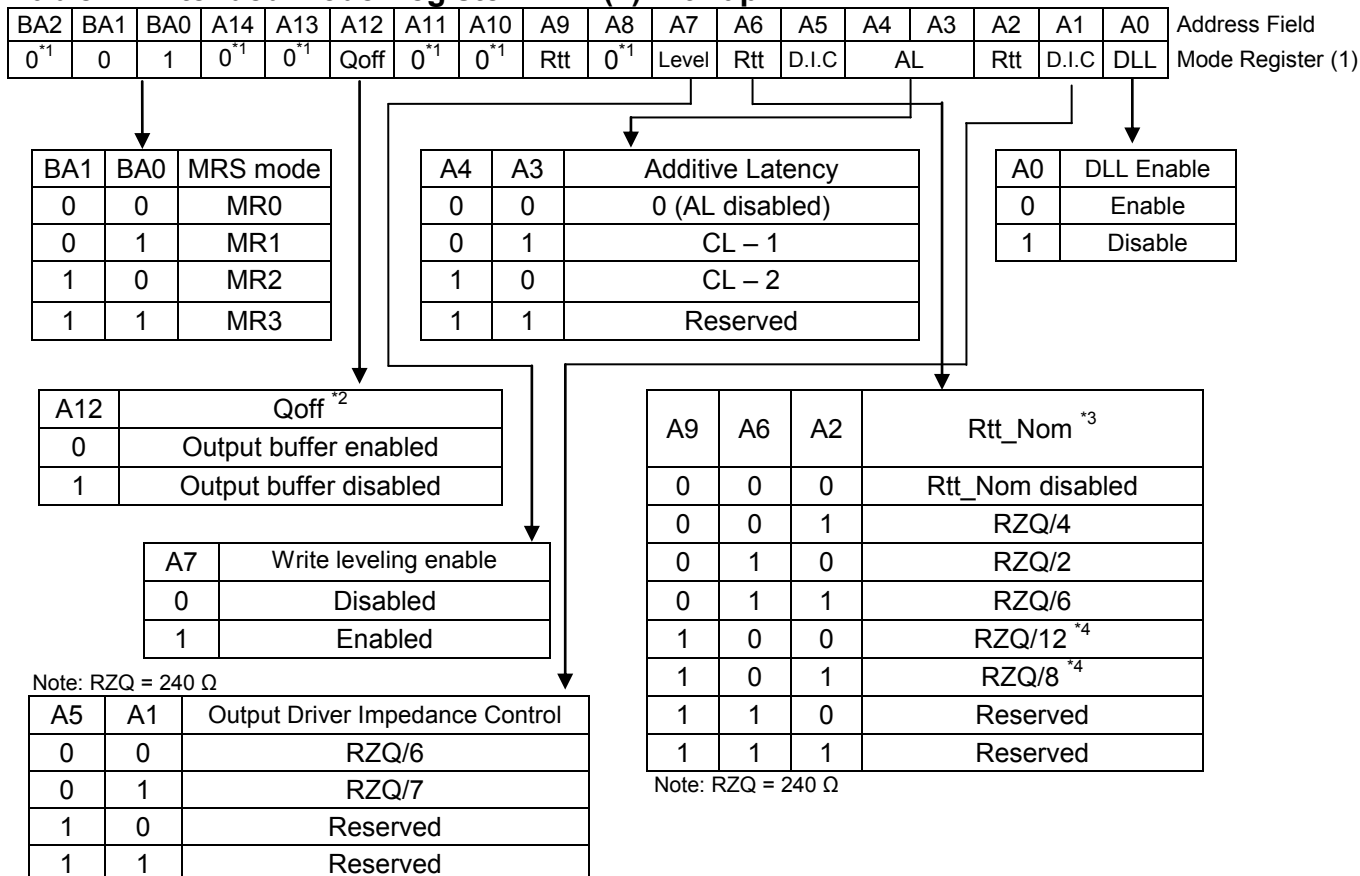 BA2 BA1 BA0 A14 A13 A12 A11 A10 A9 A8 A7 A6 A5 A4 A3 A2 A1 A0 Address Field
0*1 0 1 0*1 0*1 Qoff 0*1 0*1 Rtt 0*1 Level Rtt D.I.C AL Rtt D.I.C DLL Mode Register (1)
BA1 BA0 MRS mode
0 0 MR0
0 1 MR1
1 0 MR2
1 1 MR3
A4 A3 Additive Latency
0 0 0 (AL disabled)
0 1 CL – 1
1 0 CL – 2
1 1 Reserved
A0 DLL Enable
0 Enable
1 Disable
A12 Qoff *2
0 Output buffer enabled
1 Output buffer disabled
A7 Write leveling enable
0 Disabled
1 Enabled
Note: RZQ = 240 Ω
A5 A1 Output Driver Impedance Control
0 0 RZQ/6
0 1 RZQ/7
1 0 Reserved
1 1 Reserved
A9 A6 A2 Rtt_Nom *3
0 0 0 Rtt_Nom disabled
0 0 1 RZQ/4
0 1 0 RZQ/2
0 1 1 RZQ/6
1 0 0 RZQ/12 *4
1 0 1 RZQ/8 *4
1 1 0 Reserved
1 1 1 Reserved
Note: RZQ = 240 Ω